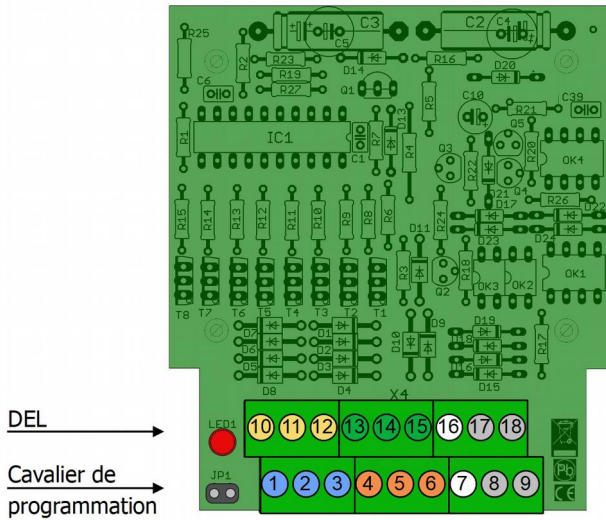 C3
C2
C4
R25
C5
R2
R23
D14
R16
D20
R19
C6
R27
Q1
R5
C10
R21
C39
R1
IC1
C1
R7
D13
R4
Q3
R22
Q5
R20
OK4
D21
Q4
D17
R26
D22
R15
R14
R13
R12
R11
R10
R9
R8
R6
R24
D23
D24
D11
R3
Q2
R18
OK3
OK2
OK1
T8
T7
T6
T5
T4
T3
T2
T1
D7
D1
D10
D9
D19
D18
R17
D6
D2
D5
D3
D16
D8
D4
D15
X4
DEL
LED1
10 11 12 13 14 15 16 17 18
Pb
Cavalier de
programmation
JP1
1 2 3 4 5 6 7 8 9
CE